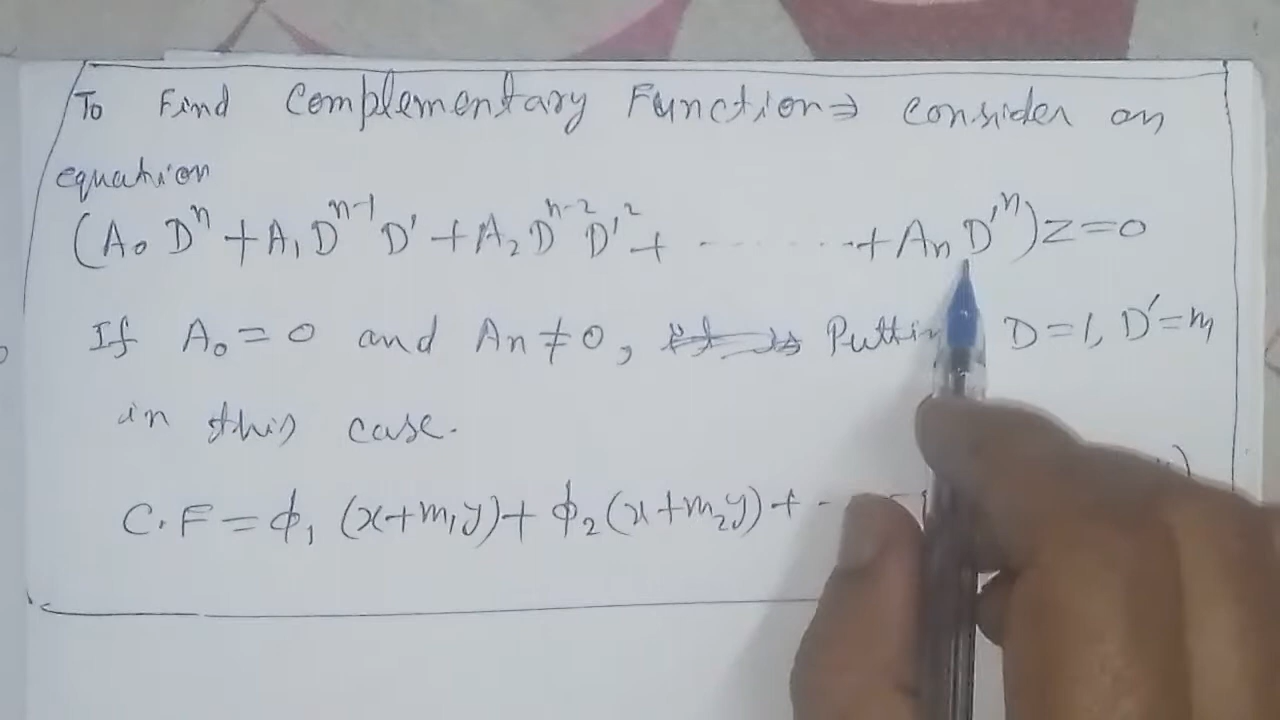 To Find Complementary Function ⇒ consider an
equation
(A₀ Dⁿ + A₁ Dⁿ⁻¹ D' + A₂ Dⁿ⁻² D'² + ........ + Aₙ D'ⁿ) z = 0
If A₀ = 0 and Aₙ ≠ 0, D = 1, D' = m
in this case.
C.F = ϕ₁ (x+m₁y) + ϕ₂ (x+m₂y) + - -